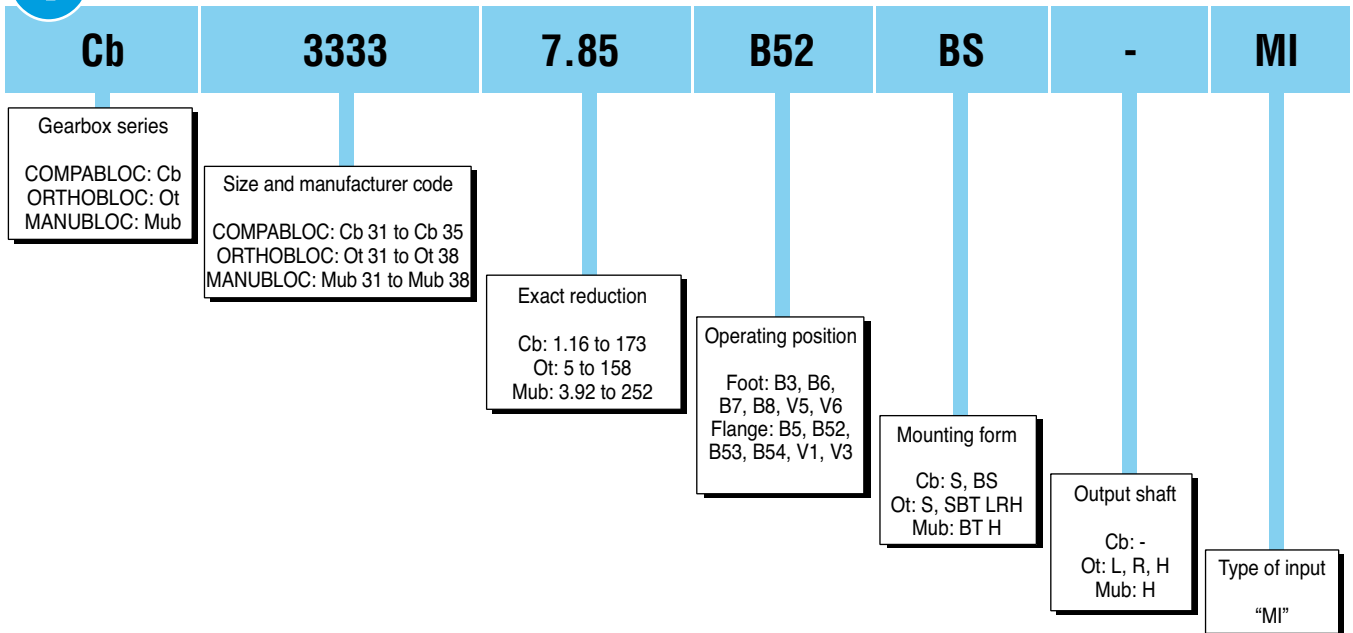 Cb 3333 7.85 B52 BS - MI
Gearbox series
COMPABLOC: Cb
ORTHOBLOC: Ot
MANUBLOC: Mub
Size and manufacturer code
COMPABLOC: Cb 31 to Cb 35
ORTHOBLOC: Ot 31 to Ot 38
MANUBLOC: Mub 31 to Mub 38
Exact reduction
Cb: 1.16 to 173
Ot: 5 to 158
Mub: 3.92 to 252
Operating position
Foot: B3, B6,
B7, B8, V5, V6
Flange: B5, B52,
B53, B54, V1, V3
Mounting form
Cb: S, BS
Ot: S, SBT LRH
Mub: BT H
Output shaft
Cb: -
Ot: L, R, H
Mub: H
Type of input
“MI”